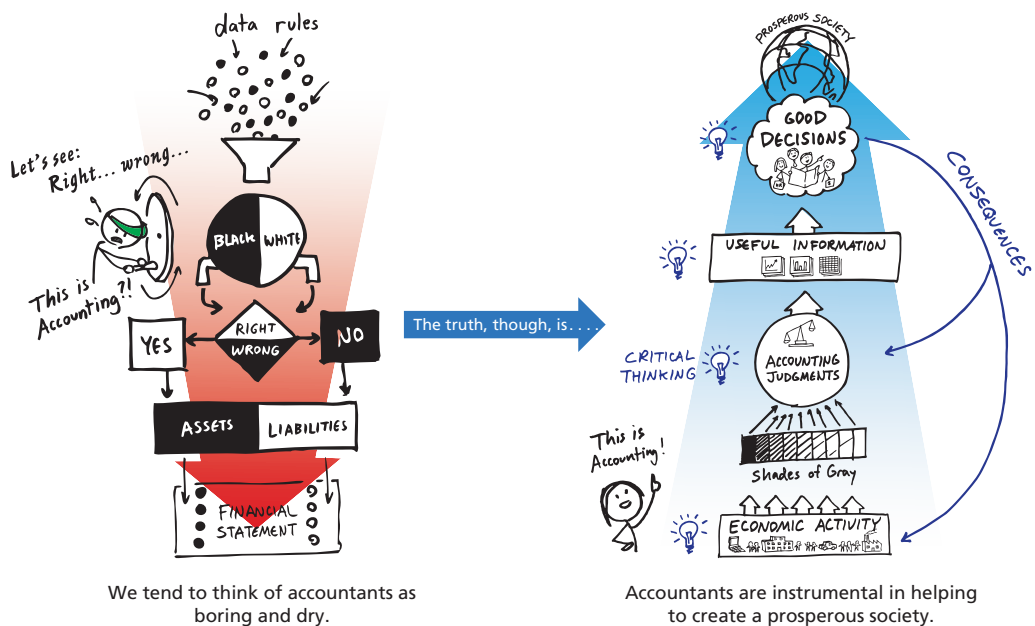 data rules
Let's see:
Right... wrong...
This is
Accounting?!
BLACK WHITE
RIGHT
WRONG
YES
NO
ASSETS LIABILITIES
FINANCIAL
STATEMENT
We tend to think of accountants as
boring and dry.
The truth, though, is....
PROSPEROUS SOCIETY
GOOD
DECISIONS
CONSEQUENCES
USEFUL INFORMATION
CRITICAL
THINKING
ACCOUNTING
JUDGMENTS
Shades of Gray
This is
Accounting!
ECONOMIC ACTIVITY
Accountants are instrumental in helping
to create a prosperous society.